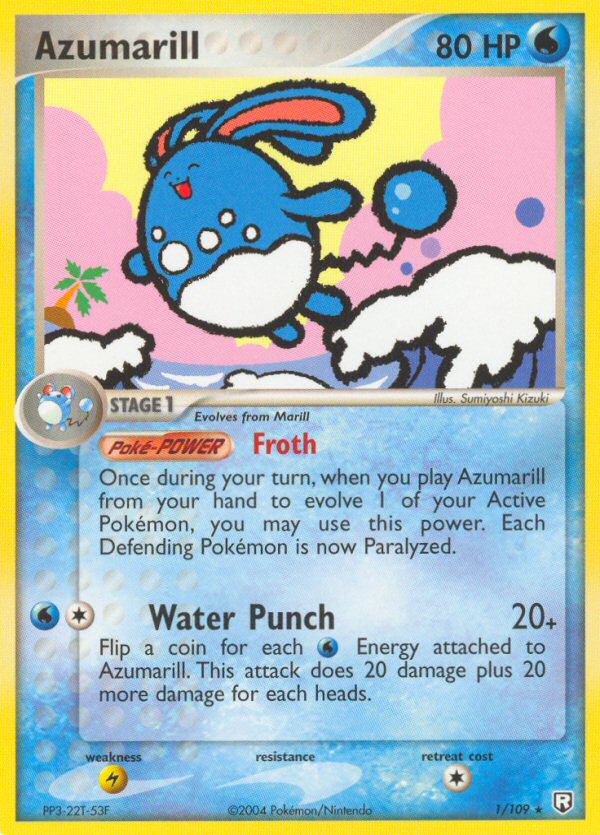 Azumarill 80 HP
Illus. Sumiyoshi Kizuki
STAGE 1
Evolves from Marill
Poké-POWER Froth
Once during your turn, when you play Azumarill
from your hand to evolve 1 of your Active
Pokémon, you may use this power. Each
Defending Pokémon is now Paralyzed.
Water Punch 20+
Flip a coin for each Energy attached to
Azumarill. This attack does 20 damage plus 20
more damage for each heads.
weakness resistance retreat cost
PP3-22T-53F ©2004 Pokémon/Nintendo 1/109 ★ R